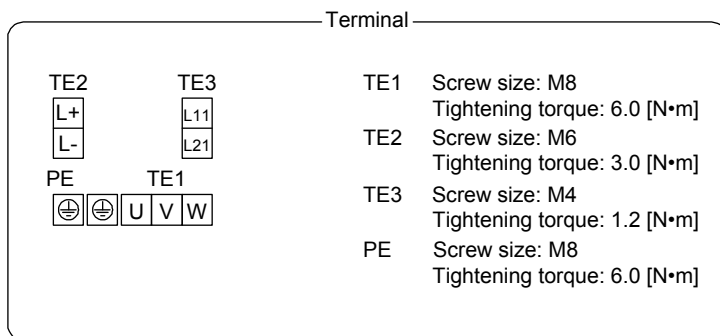 Terminal
TE2 TE3
L+ L11
L- L21
PE TE1
U V W
TE1 Screw size: M8
Tightening torque: 6.0 [N•m]
TE2 Screw size: M6
Tightening torque: 3.0 [N•m]
TE3 Screw size: M4
Tightening torque: 1.2 [N•m]
PE Screw size: M8
Tightening torque: 6.0 [N•m]